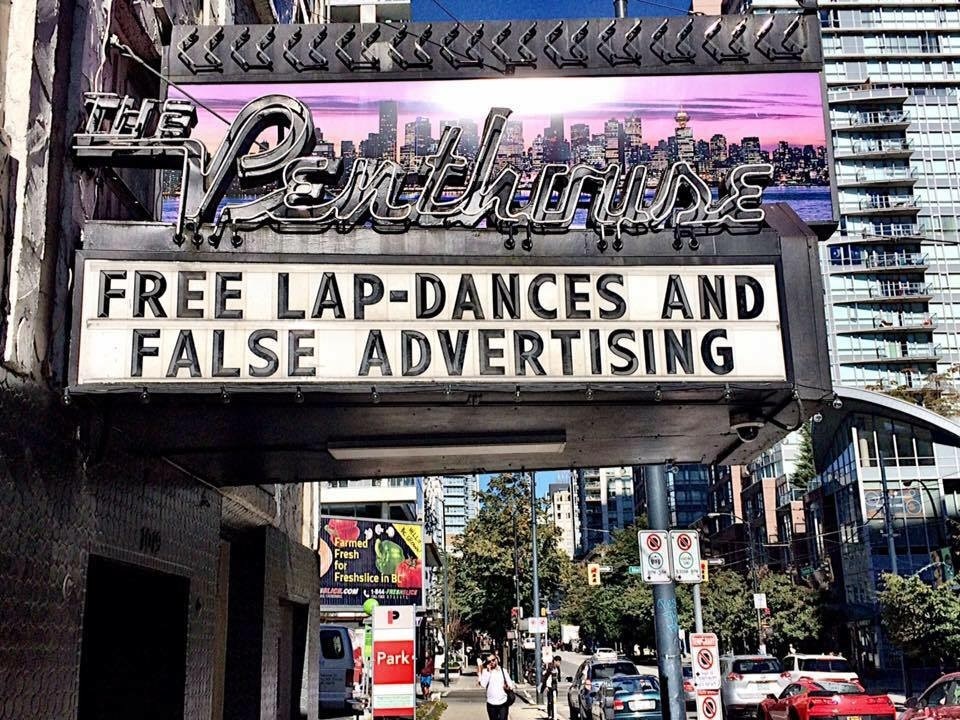 THE Penthouse
FREE LAP-DANCES AND
FALSE ADVERTISING
Farmed
Fresh
for
Freshslice in BC
Park